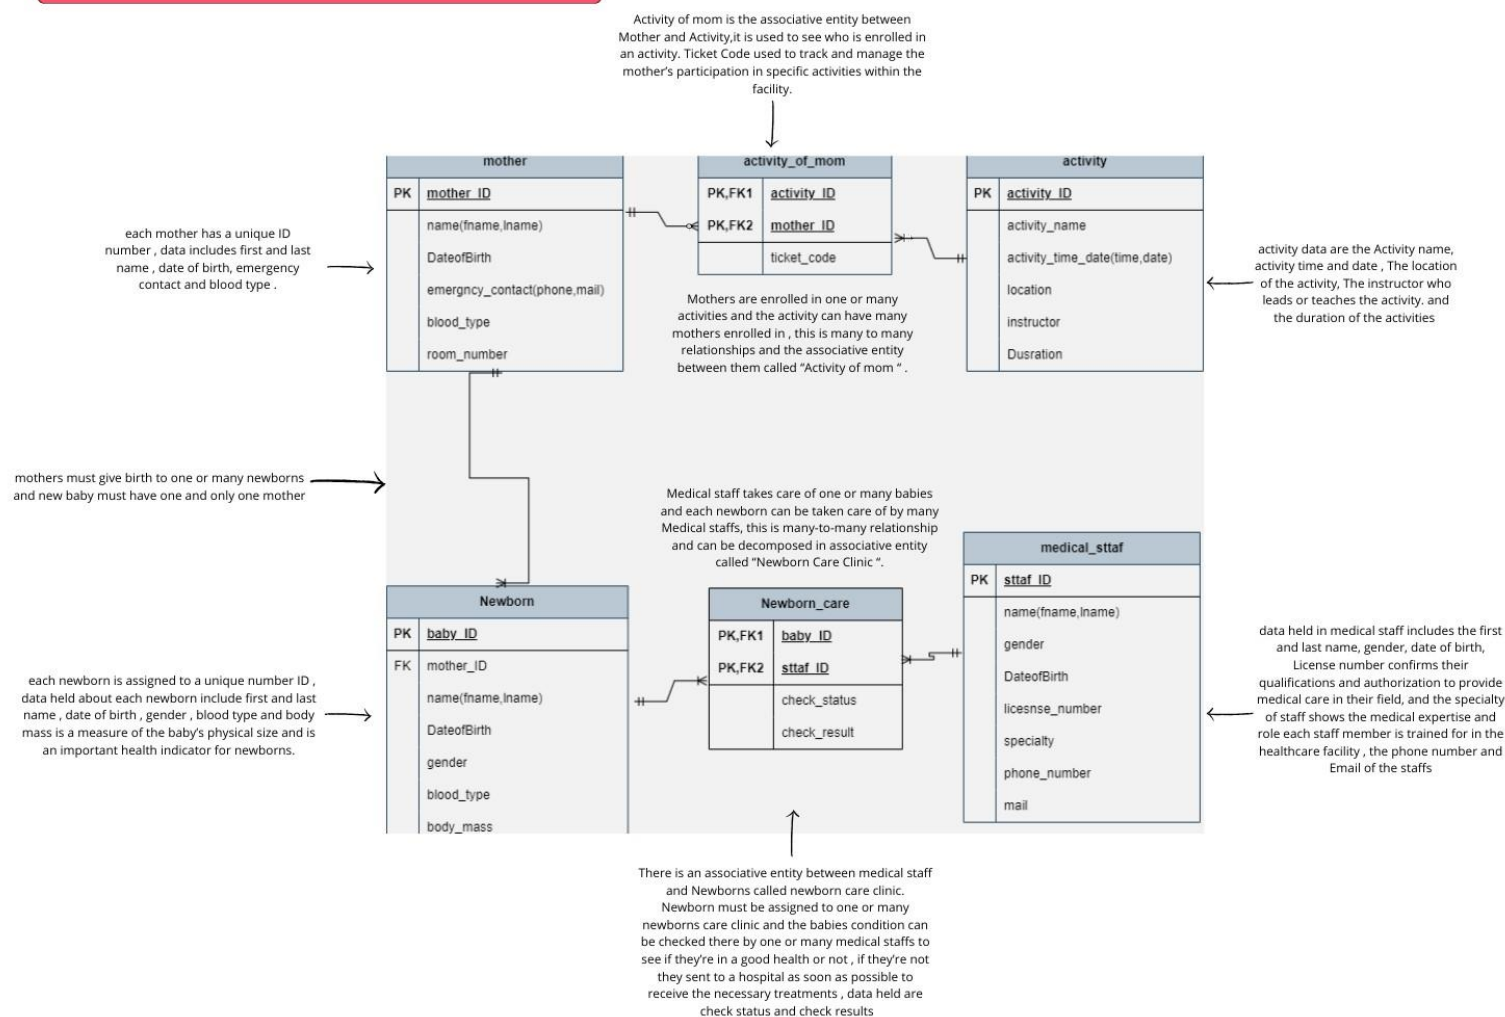 Activity of mom is the associative entity between
Mother and Activity,it is used to see who is enrolled in
an activity. Ticket Code used to track and manage the
mother's participation in specific activities within the
facility.
mother
PK mother_ID
name(fname,lname)
DateofBirth
emergncy_contact(phone,mail)
blood_type
room_number
activity_of_mom
PK,FK1 activity_ID
PK,FK2 mother_ID
ticket_code
activity
PK activity_ID
activity_name
activity_time_date(time,date)
location
instructor
Dusration
each mother has a unique ID
number , data includes first and last
name , date of birth, emergency
contact and blood type .
Mothers are enrolled in one or many
activities and the activity can have many
mothers enrolled in , this is many to many
relationships and the associative entity
between them called "Activity of mom " .
activity data are the Activity name,
activity time and date , The location
of the activity, The instructor who
leads or teaches the activity. and
the duration of the activities
mothers must give birth to one or many newborns
and new baby must have one and only one mother
Medical staff takes care of one or many babies
and each newborn can be taken care of by many
Medical staffs, this is many-to-many relationship
and can be decomposed in associative entity
called "Newborn Care Clinic ".
Newborn
PK baby_ID
FK mother_ID
name(fname,lname)
DateofBirth
gender
blood_type
body_mass
Newborn_care
PK,FK1 baby_ID
PK,FK2 sttaf_ID
check_status
check_result
medical_sttaf
PK sttaf_ID
name(fname,lname)
gender
DateofBirth
licesnse_number
specialty
phone_number
mail
each newborn is assigned to a unique number ID ,
data held about each newborn include first and last
name , date of birth , gender , blood type and body
mass is a measure of the baby's physical size and is
an important health indicator for newborns.
data held in medical staff includes the first
and last name, gender, date of birth,
License number confirms their
qualifications and authorization to provide
medical care in their field, and the specialty
of staff shows the medical expertise and
role each staff member is trained for in the
healthcare facility , the phone number and
Email of the staffs
There is an associative entity between medical staff
and Newborns called newborn care clinic.
Newborn must be assigned to one or many
newborns care clinic and the babies condition can
be checked there by one or many medical staffs to
see if they're in a good health or not , if they're not
they sent to a hospital as soon as possible to
receive the necessary treatments , data held are
check status and check results